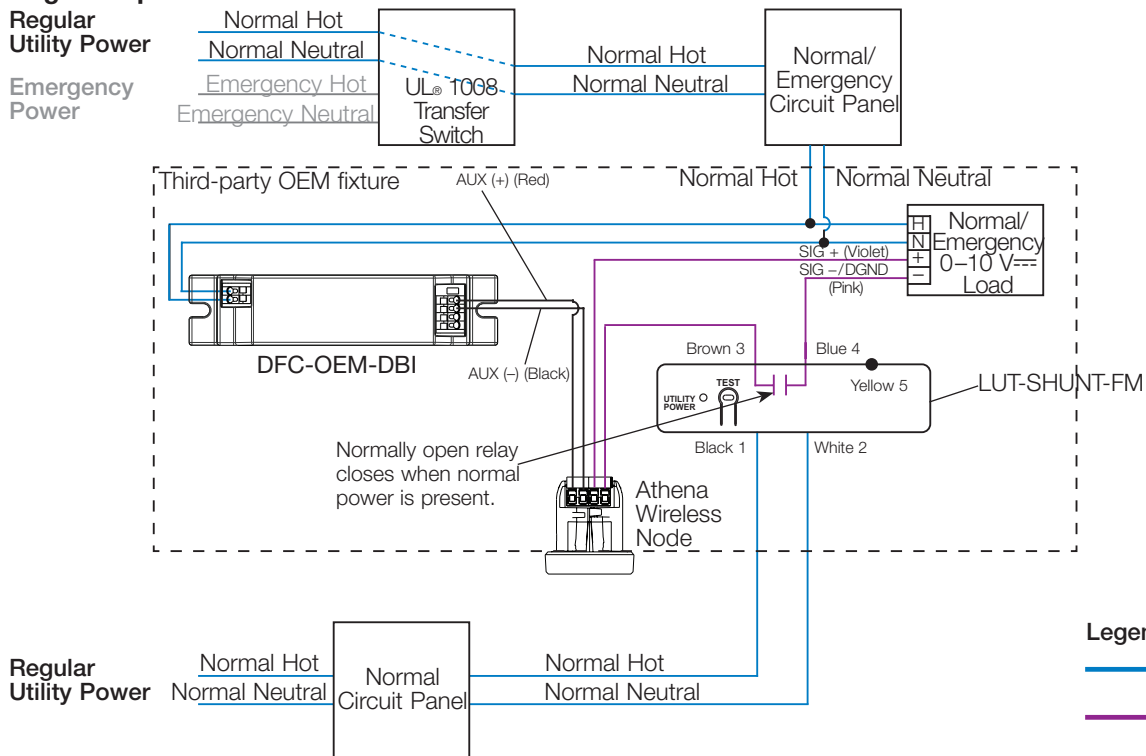 Regular
Utility Power
Normal Hot
Normal Neutral
Emergency
Power
Emergency Hot
Emergency Neutral
UL® 1008
Transfer
Switch
Normal Hot
Normal Neutral
Normal/
Emergency
Circuit Panel
Third-party OEM fixture
AUX (+) (Red)
Normal Hot
Normal Neutral
H
N
+
−
Normal/
Emergency
0–10 V⎓
Load
SIG + (Violet)
SIG –/DGND
(Pink)
DFC-OEM-DBI
AUX (–) (Black)
Brown 3
Blue 4
Yellow 5
UTILITY
POWER
TEST
LUT-SHUNT-FM
Black 1
White 2
Normally open relay
closes when normal
power is present.
Athena
Wireless
Node
Regular
Utility Power
Normal Hot
Normal Neutral
Normal
Circuit Panel
Normal Hot
Normal Neutral